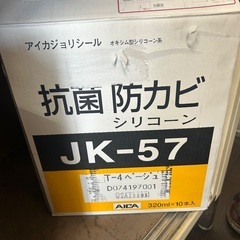 アイカジョリシール オキシム型シリコーン系
抗菌 防カビ
シリコーン
JK-57
T-4ベージュ
D074197001
AICA
320ml×10本入